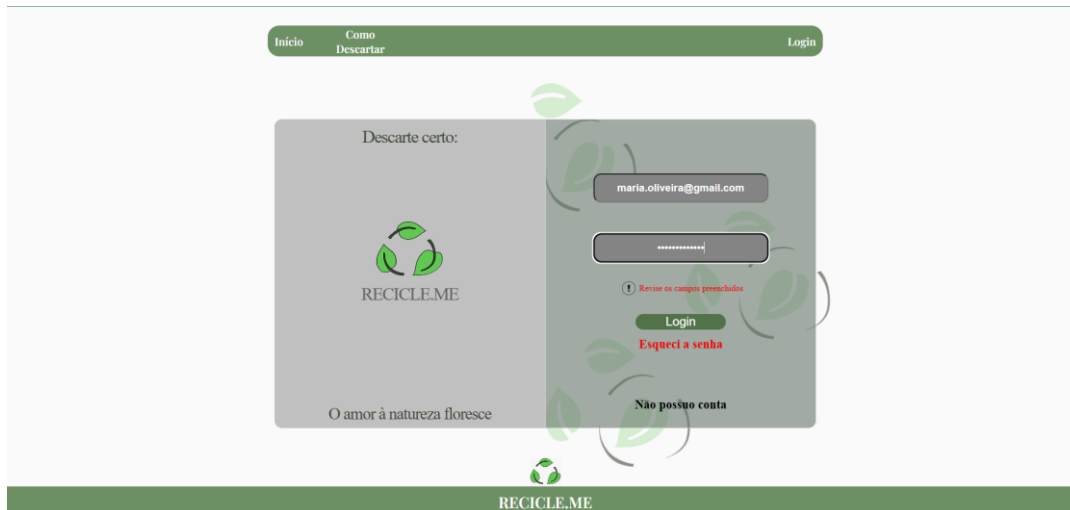 Início
Como
Descartar
Login
Descarte certo:
RECICLE.ME
O amor à natureza floresce
maria.oliveira@gmail.com
•••••••••••••
! Revise os campos preenchidos
Login
Esqueci a senha
Não possuo conta
RECICLE.ME